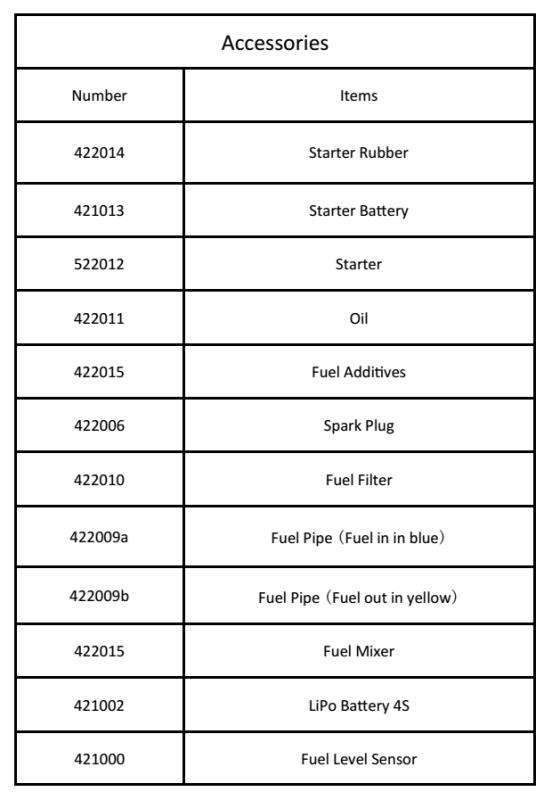 Accessories
Number Items
422014 Starter Rubber
421013 Starter Battery
522012 Starter
422011 Oil
422015 Fuel Additives
422006 Spark Plug
422010 Fuel Filter
422009a Fuel Pipe（Fuel in in blue）
422009b Fuel Pipe（Fuel out in yellow）
422015 Fuel Mixer
421002 LiPo Battery 4S
421000 Fuel Level Sensor